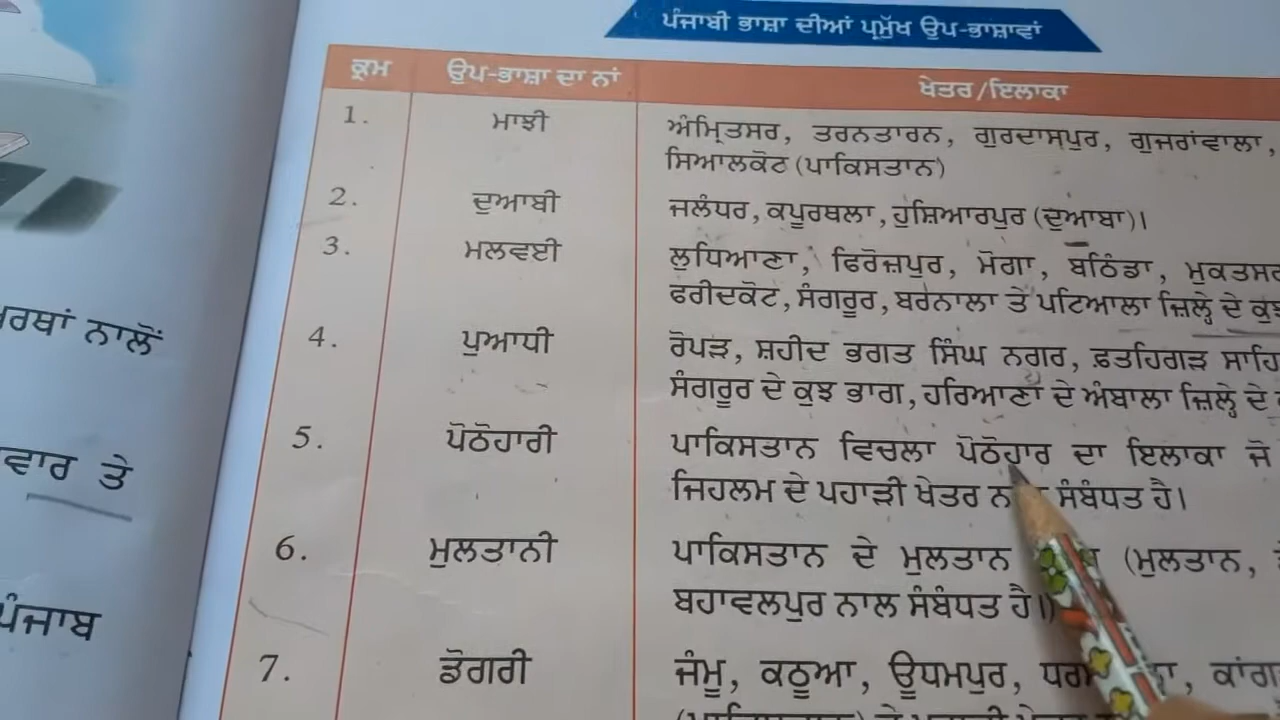 ਪੰਜਾਬੀ ਭਾਸ਼ਾ ਦੀਆਂ ਪ੍ਰਮੁੱਖ ਉਪ-ਭਾਸ਼ਾਵਾਂ
ਕ੍ਰਮ ਉਪ-ਭਾਸ਼ਾ ਦਾ ਨਾਂ ਖੇਤਰ/ਇਲਾਕਾ
1. ਮਾਝੀ ਅੰਮ੍ਰਿਤਸਰ, ਤਰਨਤਾਰਨ, ਗੁਰਦਾਸਪੁਰ, ਗੁਜਰਾਂਵਾਲਾ,
ਸਿਆਲਕੋਟ (ਪਾਕਿਸਤਾਨ)
2. ਦੁਆਬੀ ਜਲੰਧਰ, ਕਪੂਰਥਲਾ, ਹੁਸ਼ਿਆਰਪੁਰ (ਦੁਆਬਾ)।
3. ਮਲਵਈ ਲੁਧਿਆਣਾ, ਫਿਰੋਜ਼ਪੁਰ, ਮੋਗਾ, ਬਠਿੰਡਾ, ਮੁਕਤਸਰ
ਫਰੀਦਕੋਟ, ਸੰਗਰੂਰ, ਬਰਨਾਲਾ ਤੇ ਪਟਿਆਲਾ ਜ਼ਿਲ੍ਹੇ ਦੇ ਕੁਝ
4. ਪੁਆਧੀ ਰੋਪੜ, ਸ਼ਹੀਦ ਭਗਤ ਸਿੰਘ ਨਗਰ, ਫ਼ਤਹਿਗੜ ਸਾਹਿ
ਸੰਗਰੂਰ ਦੇ ਕੁਝ ਭਾਗ, ਹਰਿਆਣਾ ਦੇ ਅੰਬਾਲਾ ਜ਼ਿਲ੍ਹੇ ਦੇ
5. ਪੋਠੋਹਾਰੀ ਪਾਕਿਸਤਾਨ ਵਿਚਲਾ ਪੋਠੋਹਾਰ ਦਾ ਇਲਾਕਾ ਜੋ
ਜਿਹਲਮ ਦੇ ਪਹਾੜੀ ਖੇਤਰ ਸੰਬੰਧਤ ਹੈ।
6. ਮੁਲਤਾਨੀ ਪਾਕਿਸਤਾਨ ਦੇ ਮੁਲਤਾਨ (ਮੁਲਤਾਨ,
ਬਹਾਵਲਪੁਰ ਨਾਲ ਸੰਬੰਧਤ ਹੈ।)
7. ਡੋਗਰੀ ਜੰਮੂ, ਕਠੂਆ, ਊਧਮਪੁਰ, ਕਾਂਗ
ਰਥਾਂ ਨਾਲੋਂ
ਵਾਰ ਤੇ
ਪੰਜਾਬ